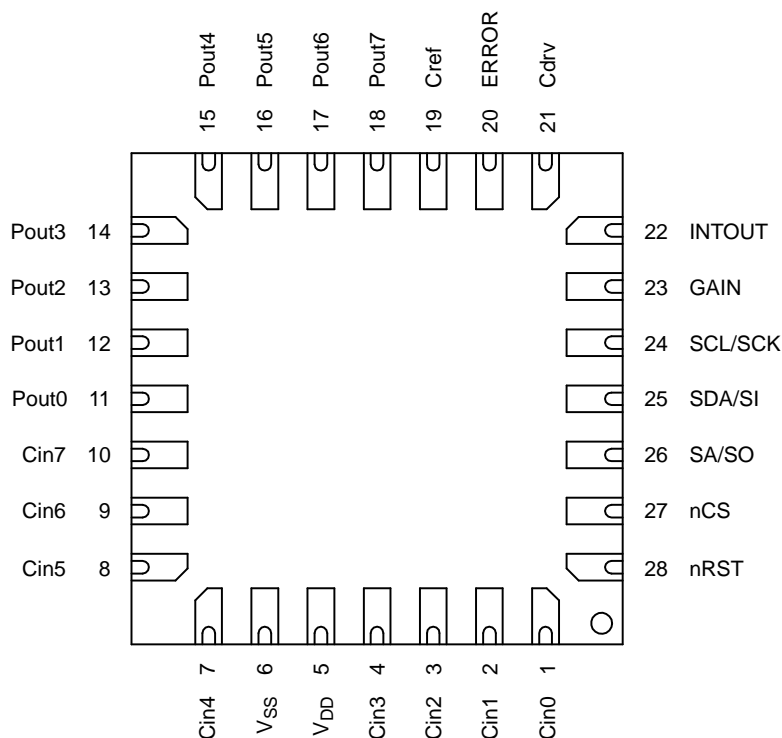 Pout4 Pout5 Pout6 Pout7 Cref ERROR Cdrv
15 16 17 18 19 20 21
Pout3 14 22 INTOUT
Pout2 13 23 GAIN
Pout1 12 24 SCL/SCK
Pout0 11 25 SDA/SI
Cin7 10 26 SA/SO
Cin6 9 27 nCS
Cin5 8 28 nRST
7 6 5 4 3 2 1
Cin4 VSS VDD Cin3 Cin2 Cin1 Cin0